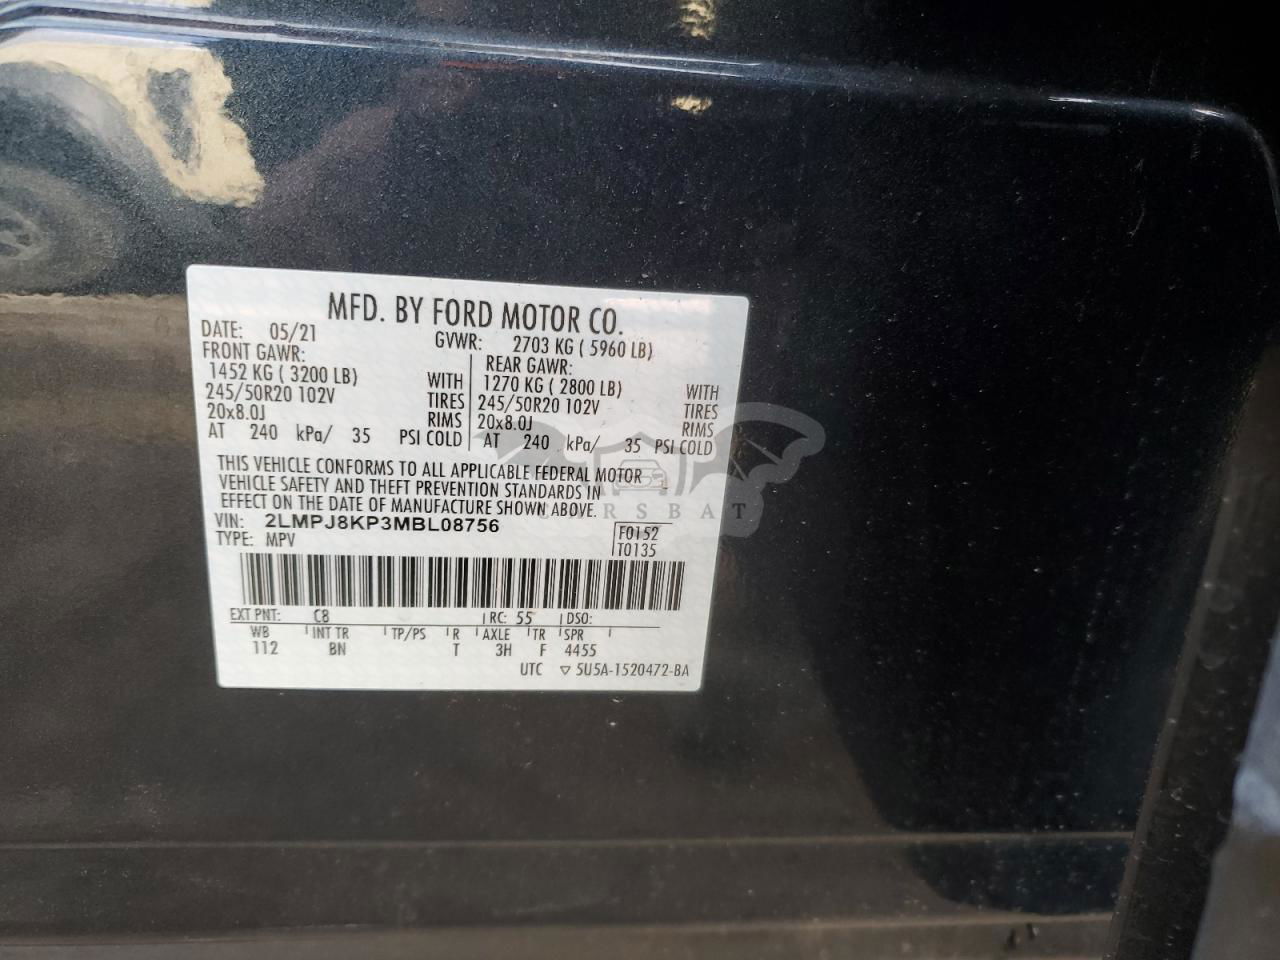 MFD. BY FORD MOTOR CO.
DATE: 05/21 GVWR: 2703 KG ( 5960 LB)
FRONT GAWR: REAR GAWR:
1452 KG ( 3200 LB) WITH 1270 KG ( 2800 LB) WITH
245/50R20 102V TIRES 245/50R20 102V TIRES
20x8.0J RIMS 20x8.0J RIMS
AT 240 kPa/ 35 PSI COLD AT 240 kPa/ 35 PSI COLD
THIS VEHICLE CONFORMS TO ALL APPLICABLE FEDERAL MOTOR
VEHICLE SAFETY AND THEFT PREVENTION STANDARDS IN
EFFECT ON THE DATE OF MANUFACTURE SHOWN ABOVE.
CARSBAT
VIN: 2LMPJ8KP3MBL08756 F0152
TYPE: MPV T0135
EXT PNT: C8 RC: 55 DSO:
WB INT TR TP/PS R AXLE TR SPR
112 BN T 3H F 4455
UTC ▽ 5U5A-1520472-BA